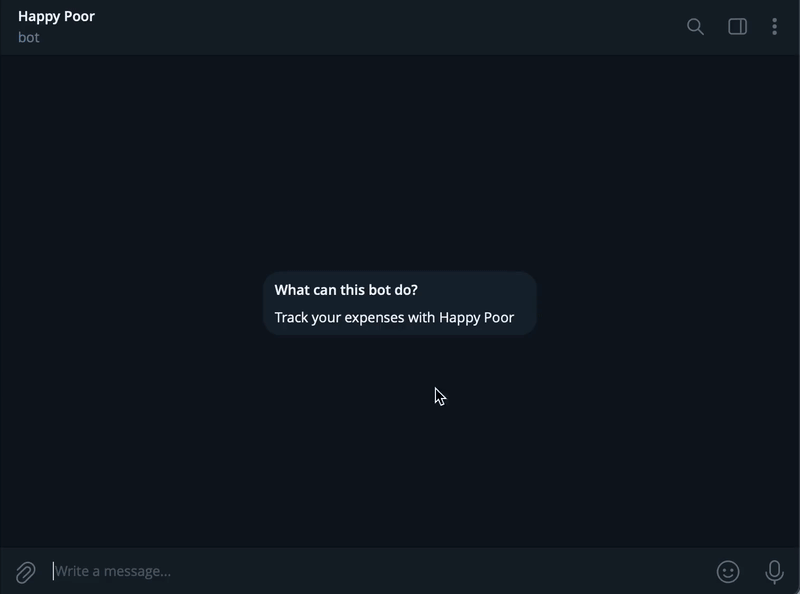 Happy Poor
bot
What can this bot do?
Track your expenses with Happy Poor
Write a message...